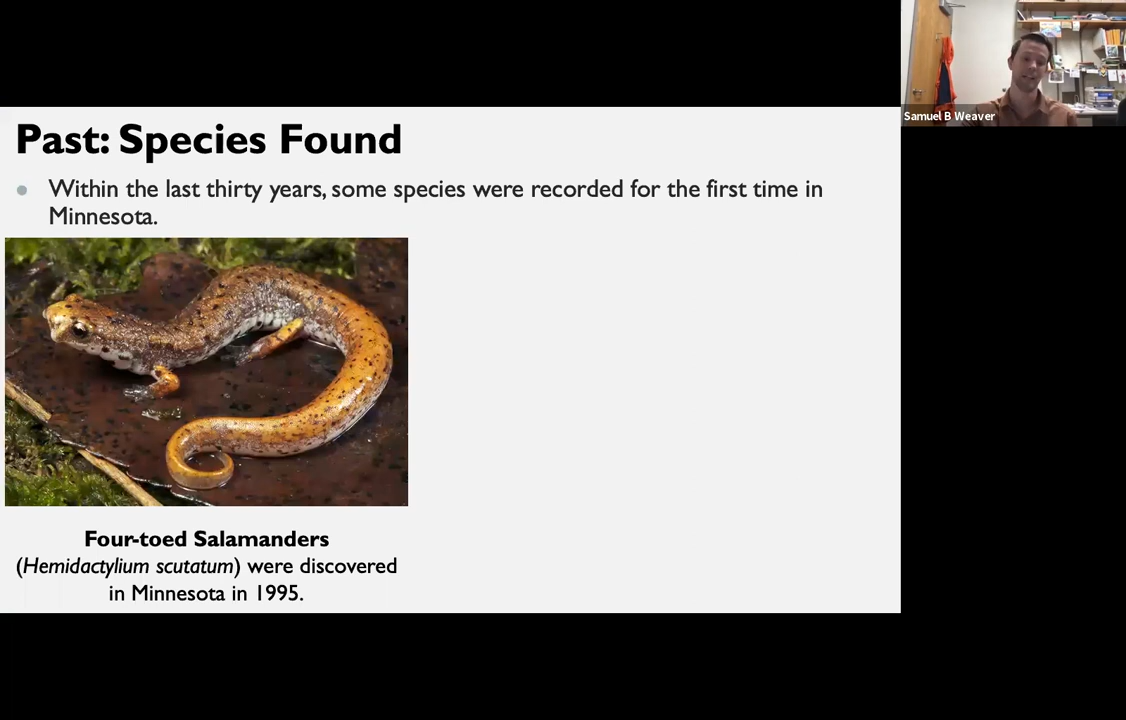 Samuel B Weaver
Past: Species Found
Within the last thirty years, some species were recorded for the first time in
Minnesota.
Four-toed Salamanders
(Hemidactylium scutatum) were discovered
in Minnesota in 1995.